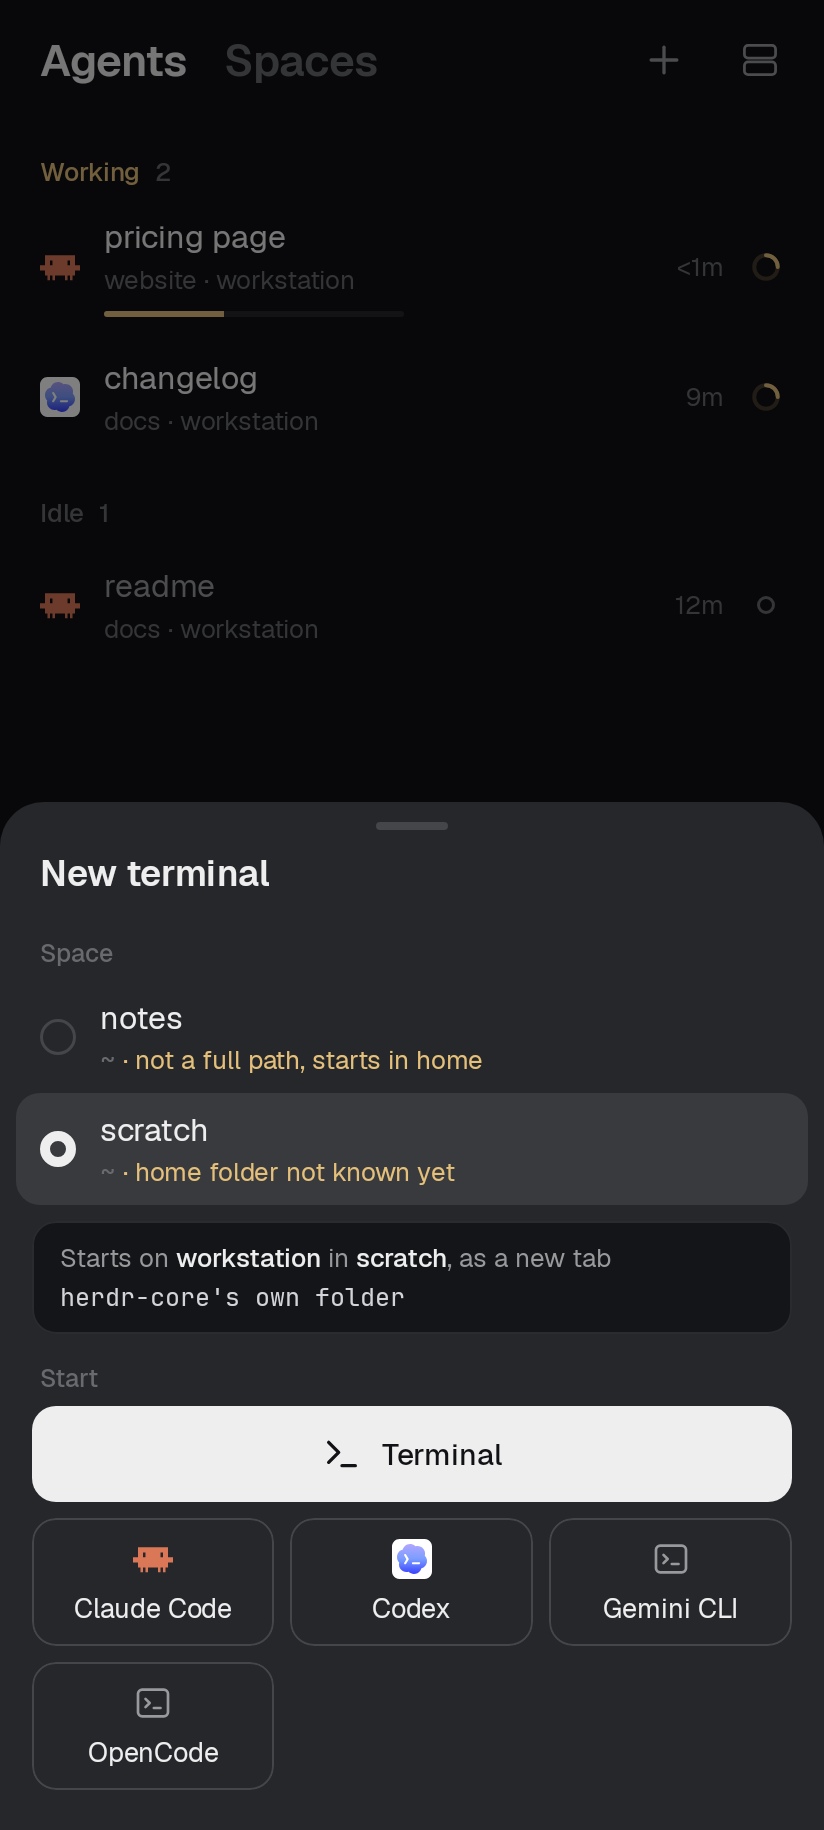 Agents Spaces
Working 2
pricing page
website · workstation
<1m
changelog
docs · workstation
9m
Idle 1
readme
docs · workstation
12m
New terminal
Space
notes
~ · not a full path, starts in home
scratch
~ · home folder not known yet
Starts on workstation in scratch, as a new tab
herdr-core's own folder
Start
Terminal
Claude Code
Codex
Gemini CLI
OpenCode